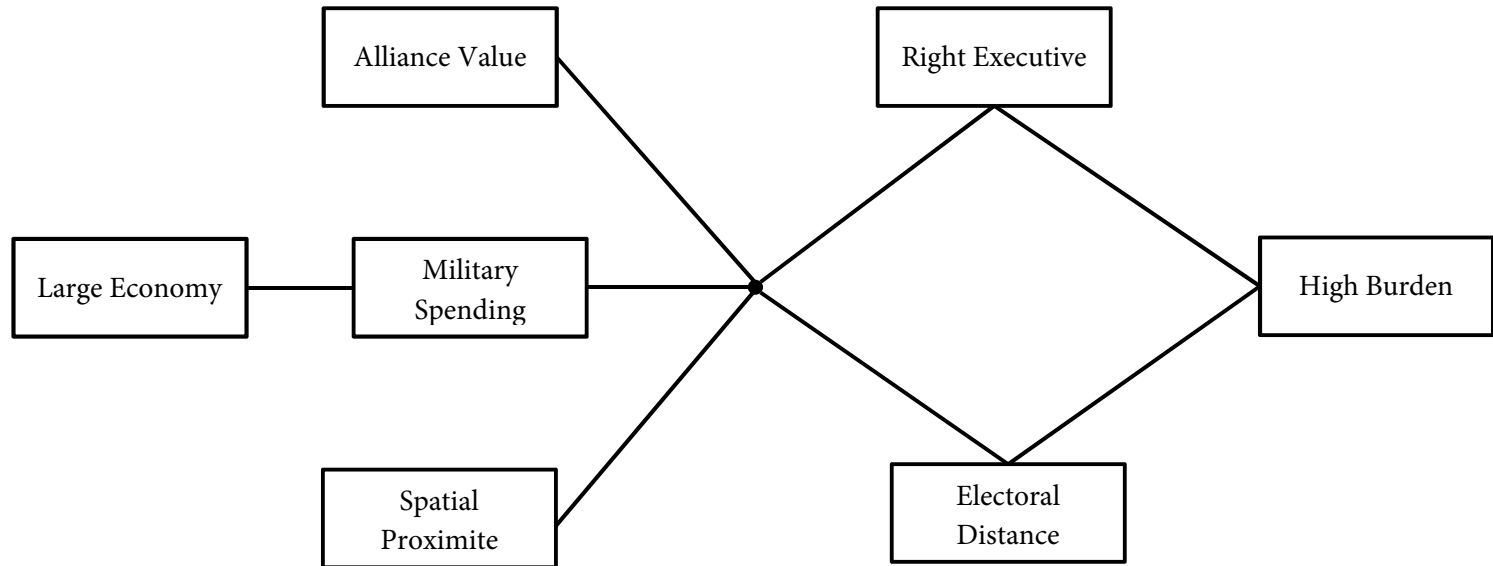 Alliance Value
Right Executive
Large Economy
Military
Spending
High Burden
Spatial
Proximite
Electoral
Distance